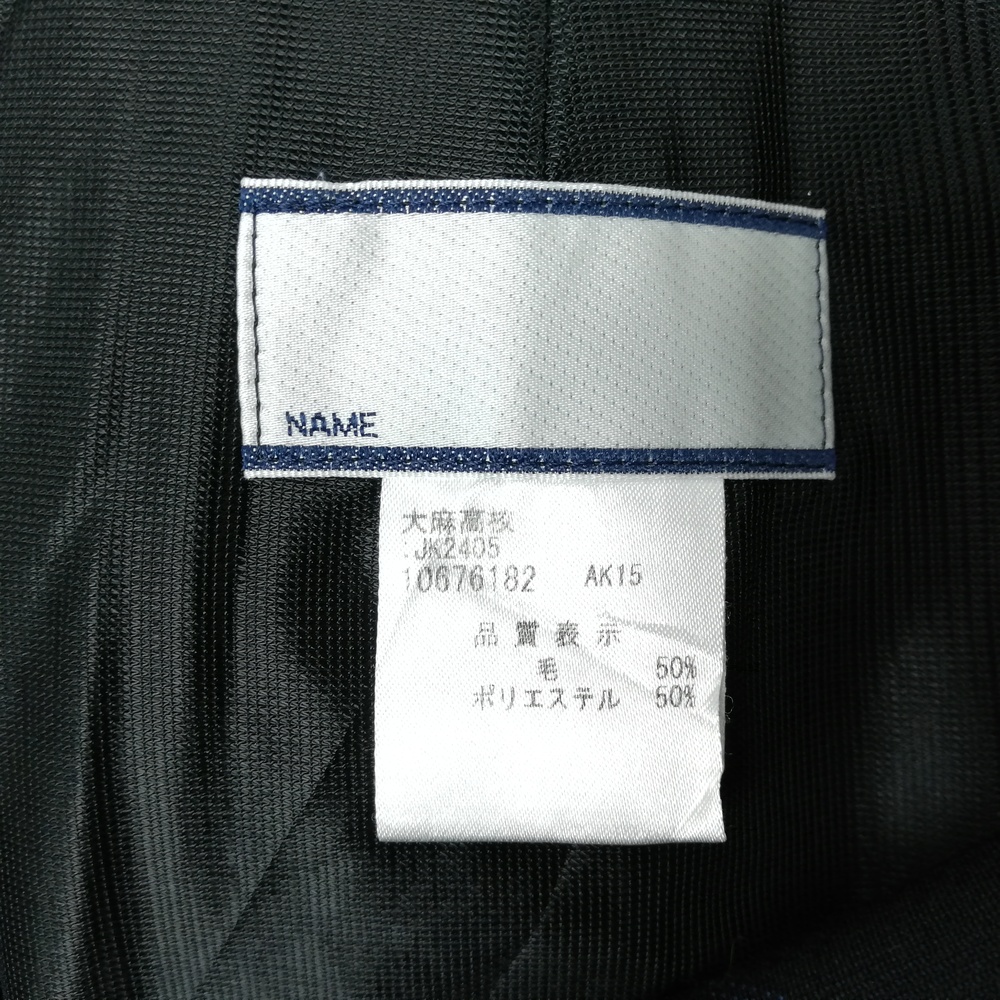 NAME
大麻高校
:JK2405
10676182 AK15
品質表示
毛 50%
ポリエステル 50%